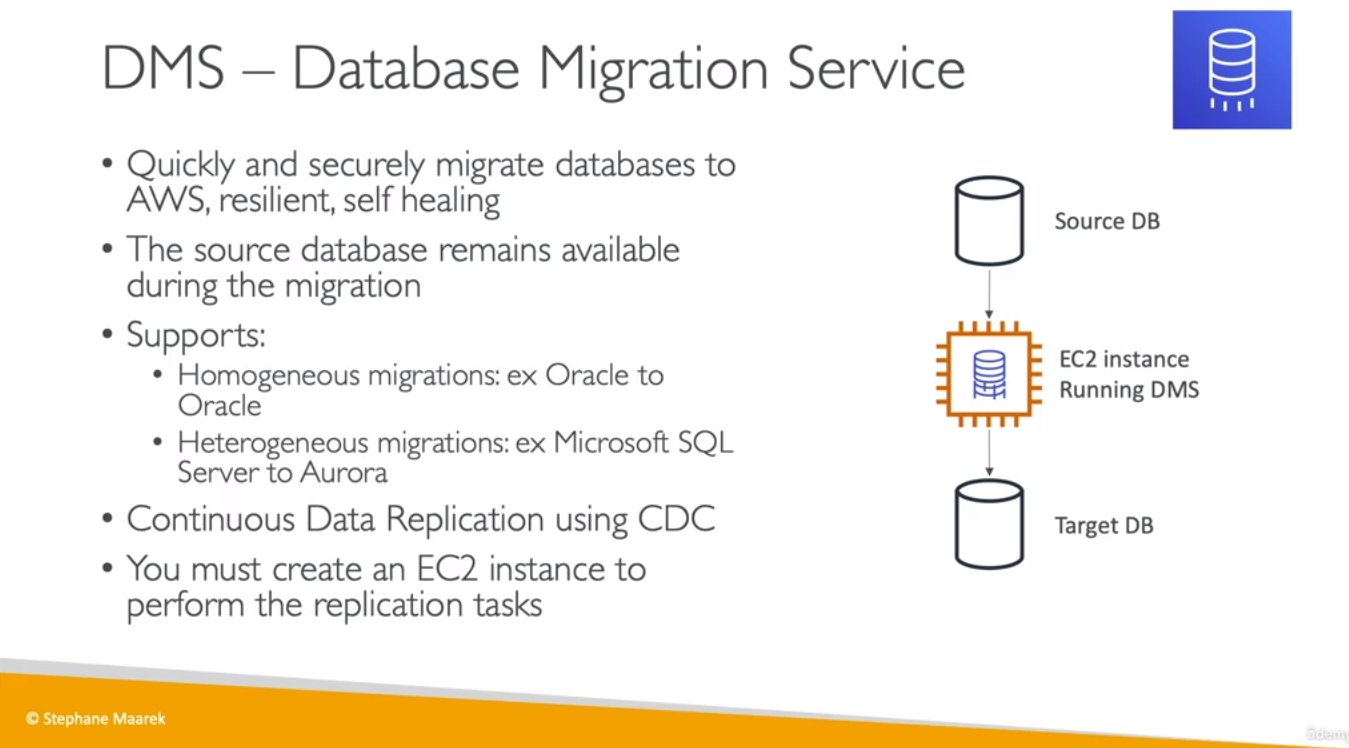 DMS – Database Migration Service
• Quickly and securely migrate databases to
AWS, resilient, self healing
• The source database remains available
during the migration
• Supports:
• Homogeneous migrations: ex Oracle to
Oracle
• Heterogeneous migrations: ex Microsoft SQL
Server to Aurora
• Continuous Data Replication using CDC
• You must create an EC2 instance to
perform the replication tasks
Source DB
EC2 instance
Running DMS
Target DB
© Stephane Maarek